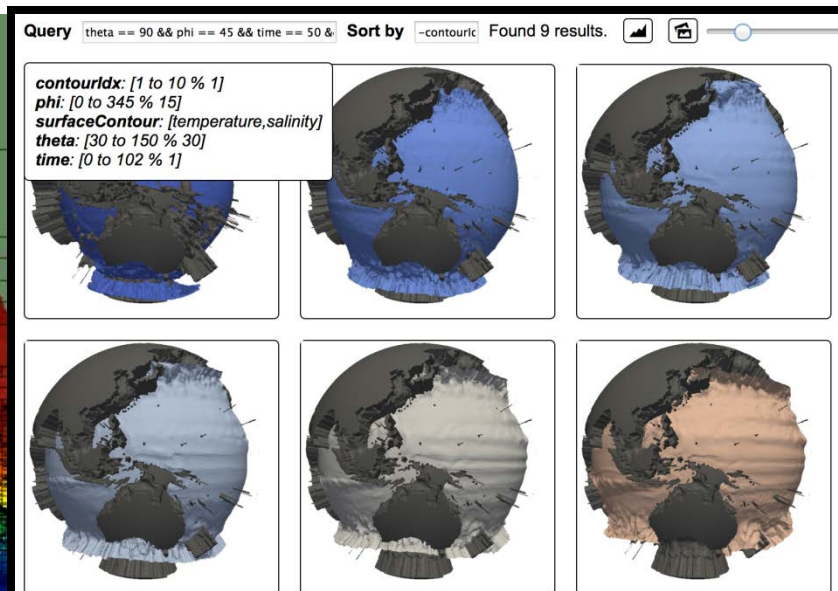 Query theta == 90 && phi == 45 && time == 50 & Sort by -contourIc Found 9 results.
contourIdx: [1 to 10 % 1]
phi: [0 to 345 % 15]
surfaceContour: [temperature,salinity]
theta: [30 to 150 % 30]
time: [0 to 102 % 1]